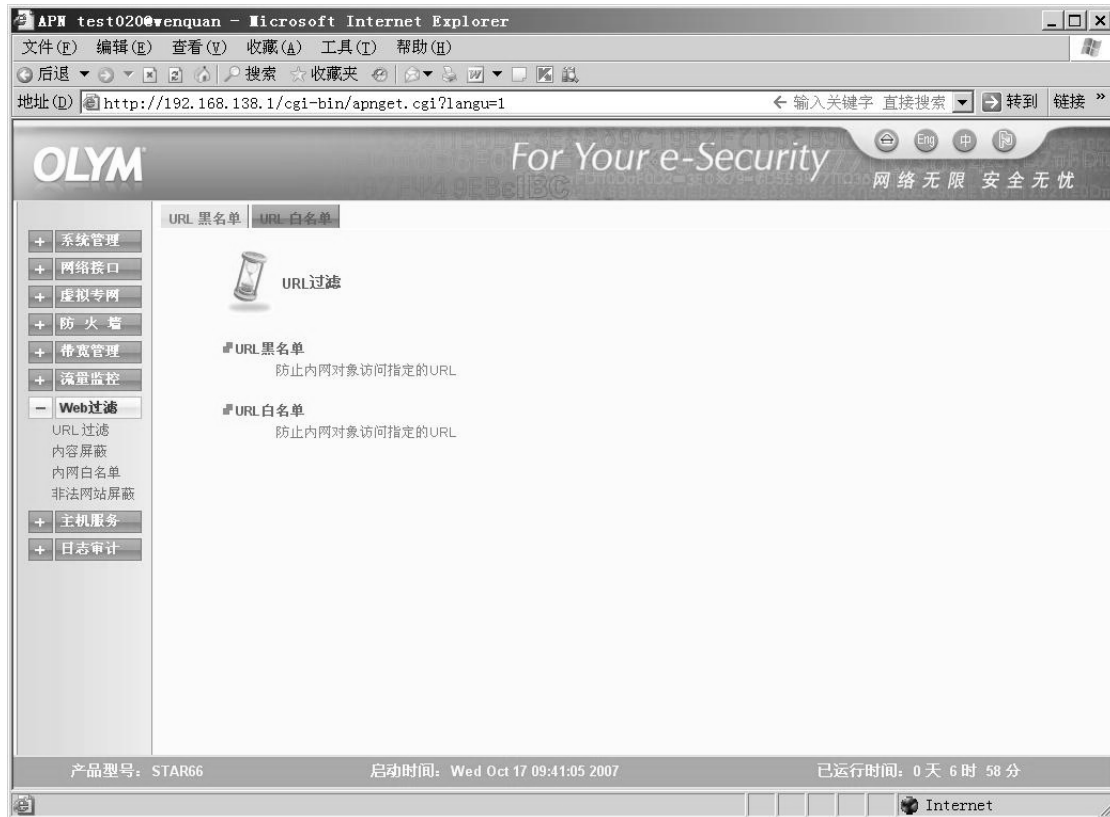 APN test020@wenquan - Microsoft Internet Explorer
文件(F) 编辑(E) 查看(V) 收藏(A) 工具(T) 帮助(H)
后退 搜索 收藏夹
地址(D) http://192.168.138.1/cgi-bin/apnget.cgi?langu=1 输入关键字 直接搜索 转到 链接 »
OLYM
For Your e-Security
Eng 中
网络无限 安全无忧
URL 黑名单 URL 白名单
+ 系统管理
+ 网络接口
+ 虚拟专网
+ 防 火 墙
+ 带宽管理
+ 流量监控
- Web过滤
URL 过滤
内容屏蔽
内网白名单
非法网站屏蔽
+ 主机服务
+ 日志审计
URL过滤
URL黑名单
防止内网对象访问指定的URL
URL白名单
防止内网对象访问指定的URL
产品型号: STAR66 启动时间: Wed Oct 17 09:41:05 2007 已运行时间: 0 天 6 时 58 分
Internet